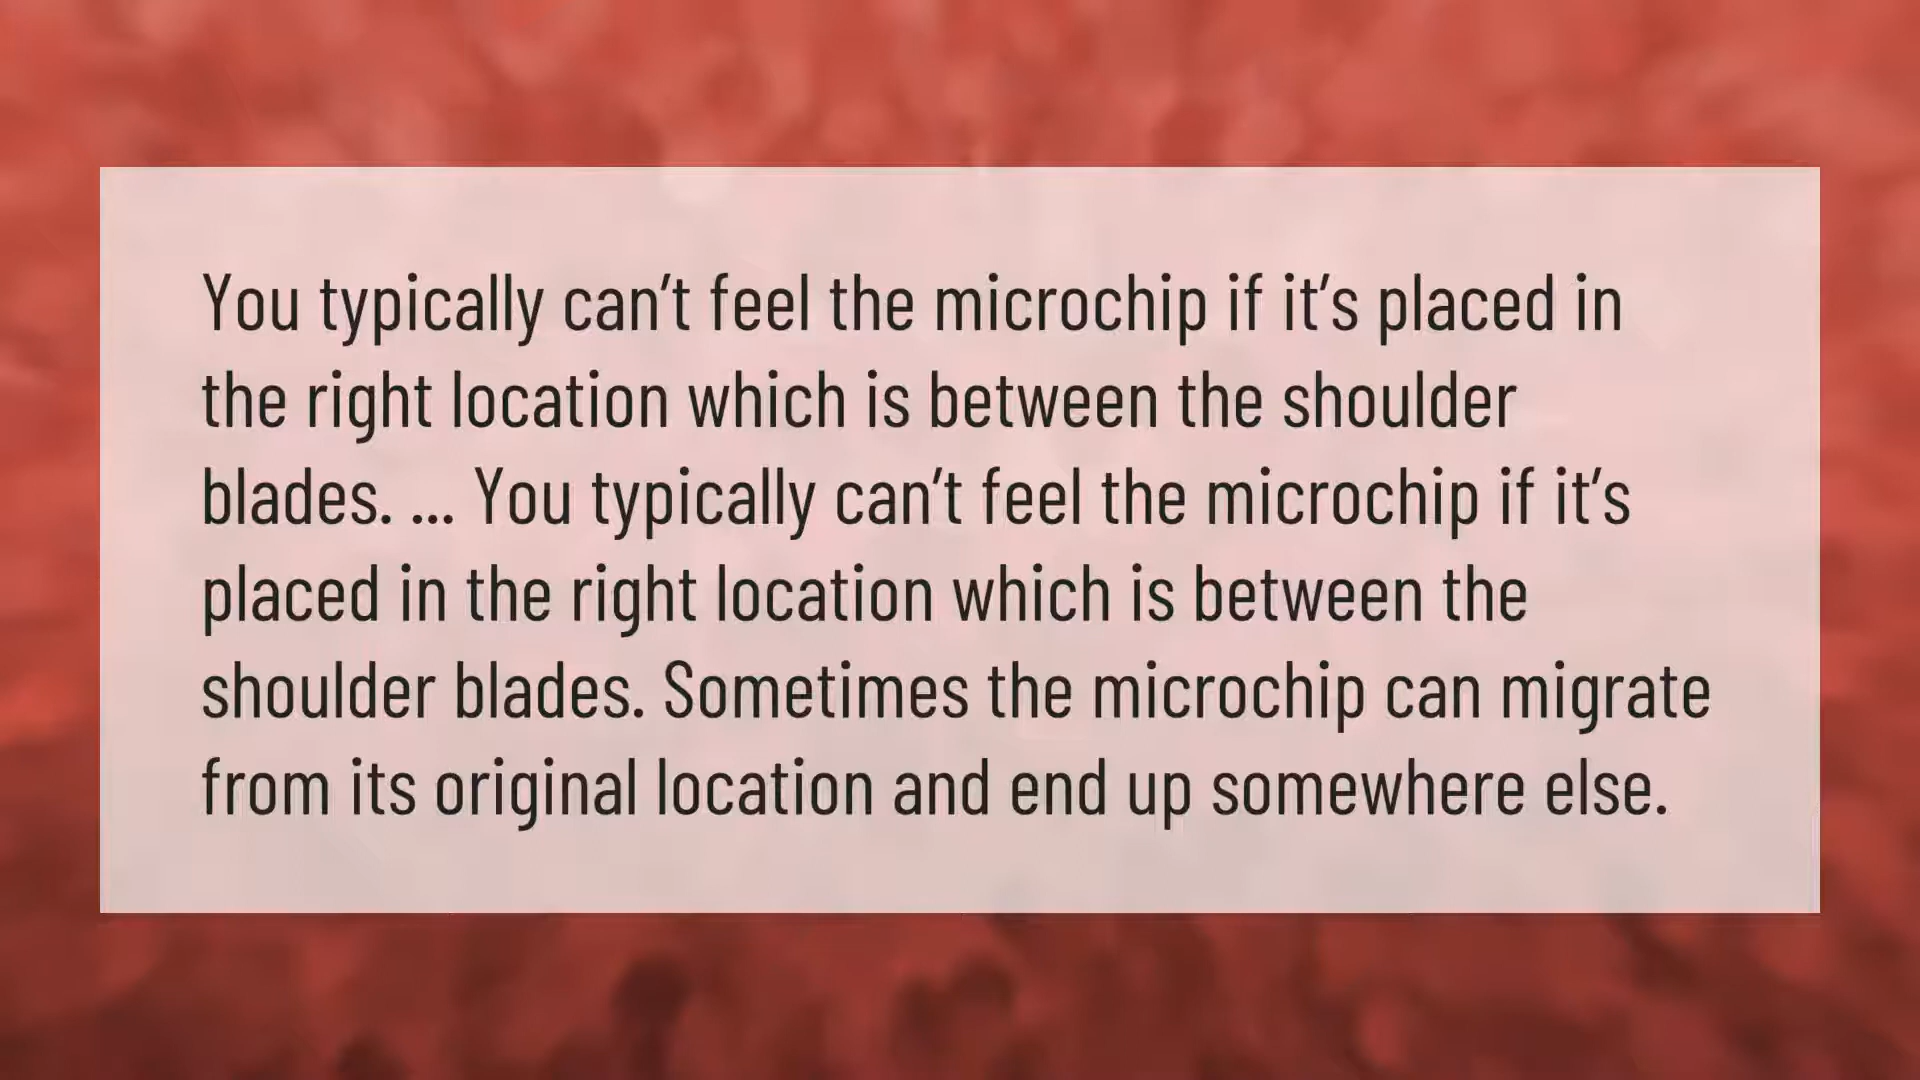 You typically can’t feel the microchip if it’s placed in
the right location which is between the shoulder
blades. ... You typically can’t feel the microchip if it’s
placed in the right location which is between the
shoulder blades. Sometimes the microchip can migrate
from its original location and end up somewhere else.